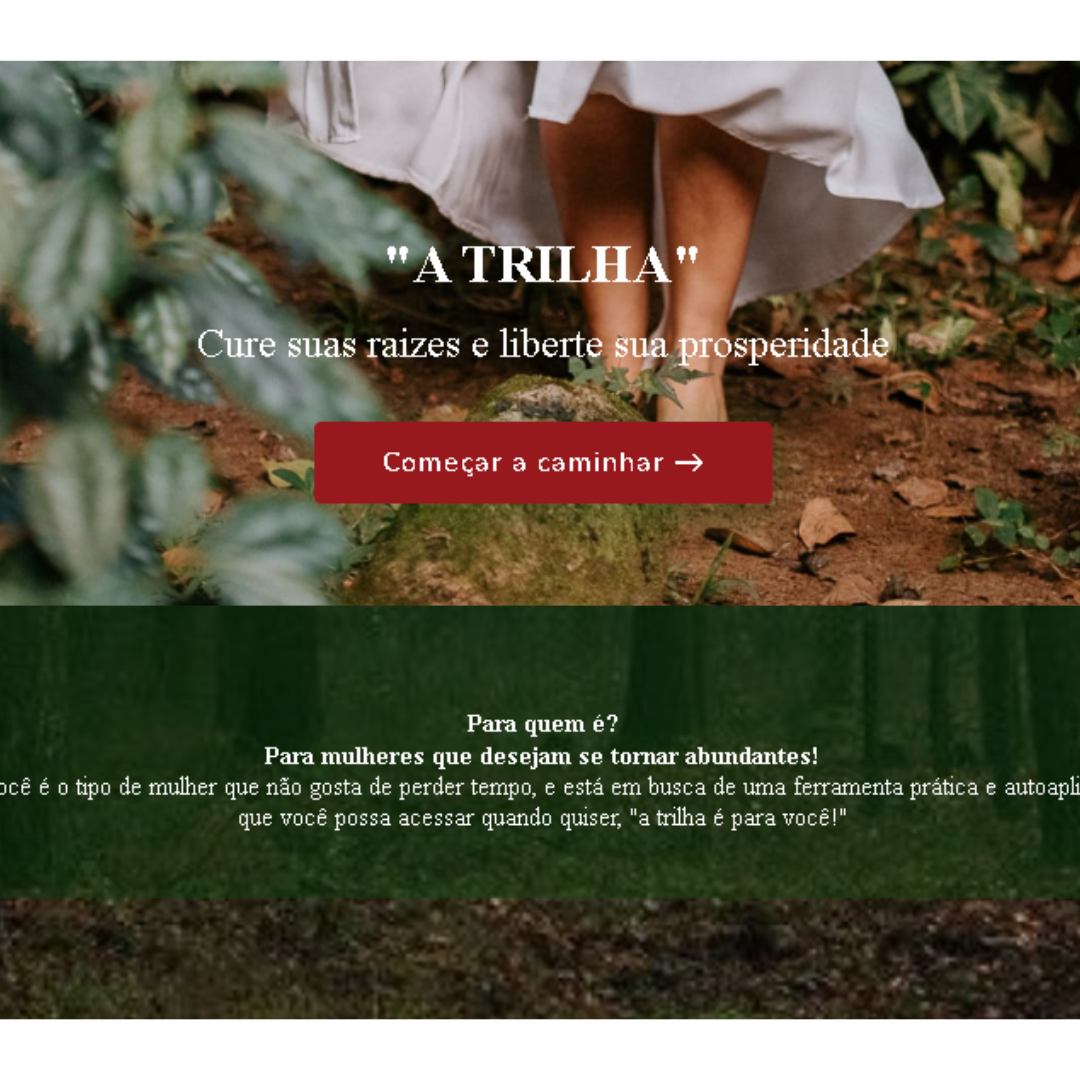 "A TRILHA"
Cure suas raizes e liberte sua prosperidade
Começar a caminhar →
Para quem é?
Para mulheres que desejam se tornar abundantes!
é o tipo de mulher que não gosta de perder tempo, e está em busca de uma ferramenta prática e
que você possa acessar quando quiser, "a trilha é para você!"